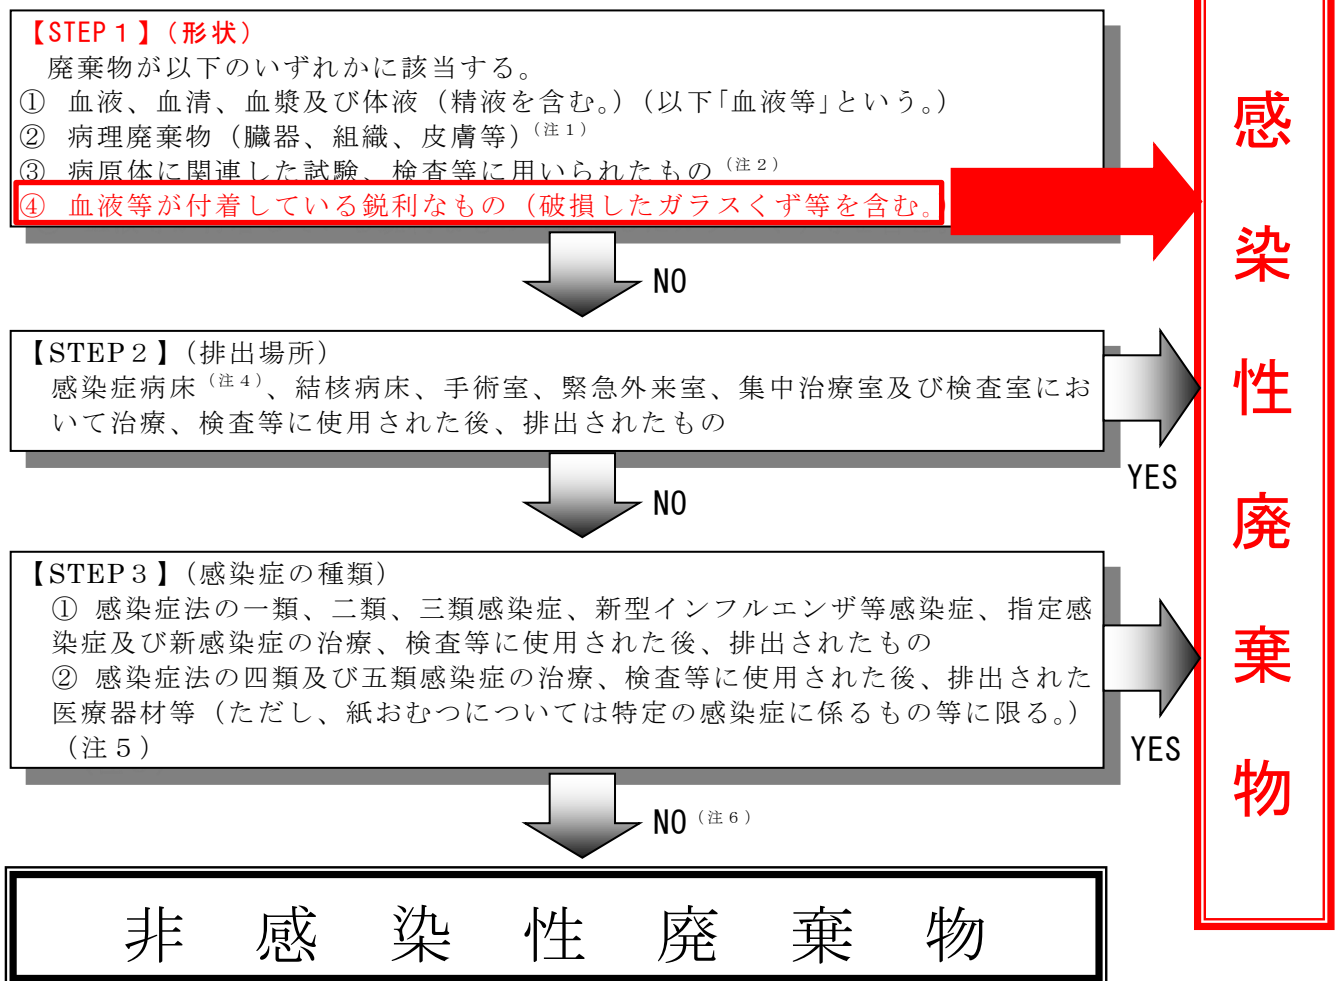 【STEP１】（形状）
廃棄物が以下のいずれかに該当する。
① 血液、血清、血漿及び体液（精液を含む。）（以下「血液等」という。）
② 病理廃棄物（臓器、組織、皮膚等）（注１）
③ 病原体に関連した試験、検査等に用いられたもの（注２）
④ 血液等が付着している鋭利なもの（破損したガラスくず等を含む。
NO
【STEP２】（排出場所）
感染症病床（注４）、結核病床、手術室、緊急外来室、集中治療室及び検査室にお
いて治療、検査等に使用された後、排出されたもの
YES
NO
【STEP３】（感染症の種類）
① 感染症法の一類、二類、三類感染症、新型インフルエンザ等感染症、指定感
染症及び新感染症の治療、検査等に使用された後、排出されたもの
② 感染症法の四類及び五類感染症の治療、検査等に使用された後、排出された
医療器材等（ただし、紙おむつについては特定の感染症に係るもの等に限る。）
（注５）
YES
NO（注６）
非感染性廃棄物
感染性廃棄物